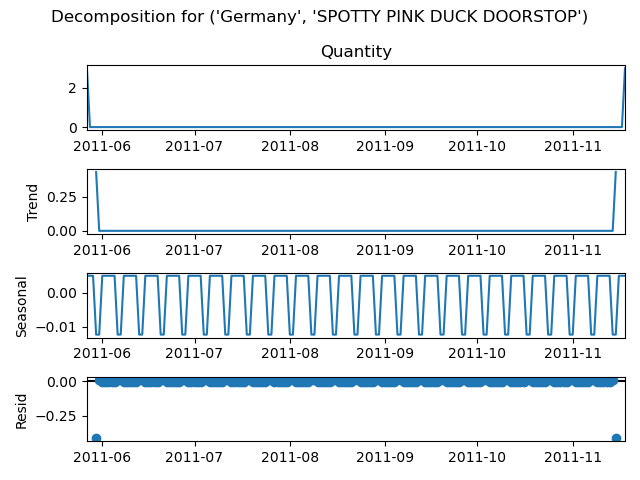 Decomposition for ('Germany', 'SPOTTY PINK DUCK DOORSTOP')
Quantity
2
0
2011-06 2011-07 2011-08 2011-09 2011-10 2011-11
Trend
0.25
0.00
2011-06 2011-07 2011-08 2011-09 2011-10 2011-11
Seasonal
0.00
−0.01
2011-06 2011-07 2011-08 2011-09 2011-10 2011-11
Resid
0.00
−0.25
2011-06 2011-07 2011-08 2011-09 2011-10 2011-11